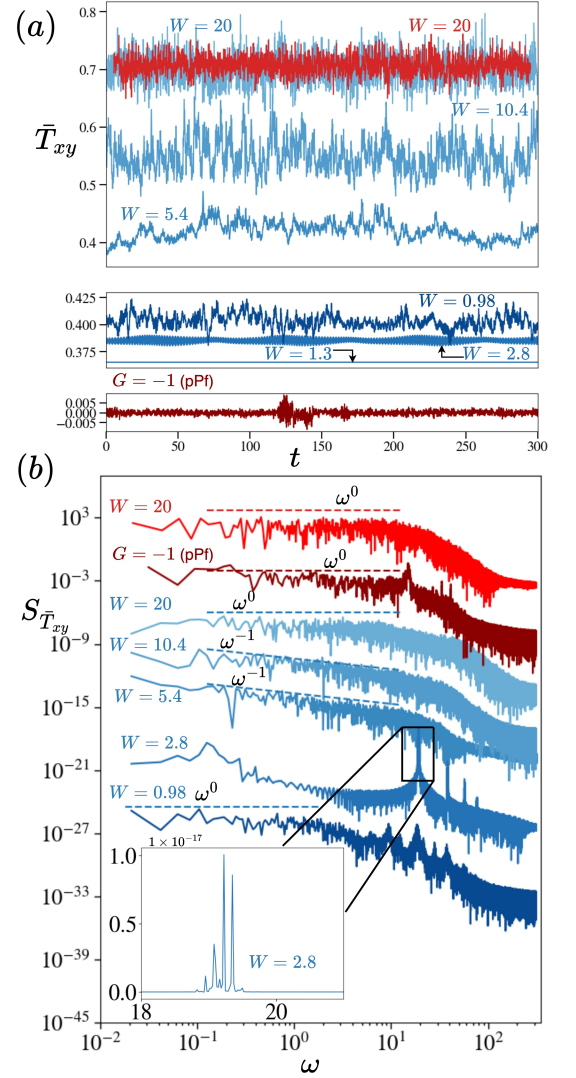 (a)
0.8
W = 20 W = 20
0.7
W = 10.4
0.6
T̄xy
0.5
W = 5.4
0.4
0.425
W = 0.98
0.400
W = 1.3 W = 2.8
0.375
G = −1 (pPf)
0.005
0.000
−0.005
0 50 100 150 200 250 300
t
(b)
W = 20 ω⁰
10³
G = −1 (pPf) ω⁰
10⁻³
W = 20 ω⁰
S_T̄xy
10⁻⁹
W = 10.4 ω⁻¹
W = 5.4 ω⁻¹
10⁻¹⁵
W = 2.8
10⁻²¹
W = 0.98 ω⁰
10⁻²⁷
1 × 10⁻¹⁷
1.0
10⁻³³
0.5
W = 2.8
10⁻³⁹
0.0
18 20
10⁻⁴⁵
10⁻² 10⁻¹ 10⁰ 10¹ 10²
ω